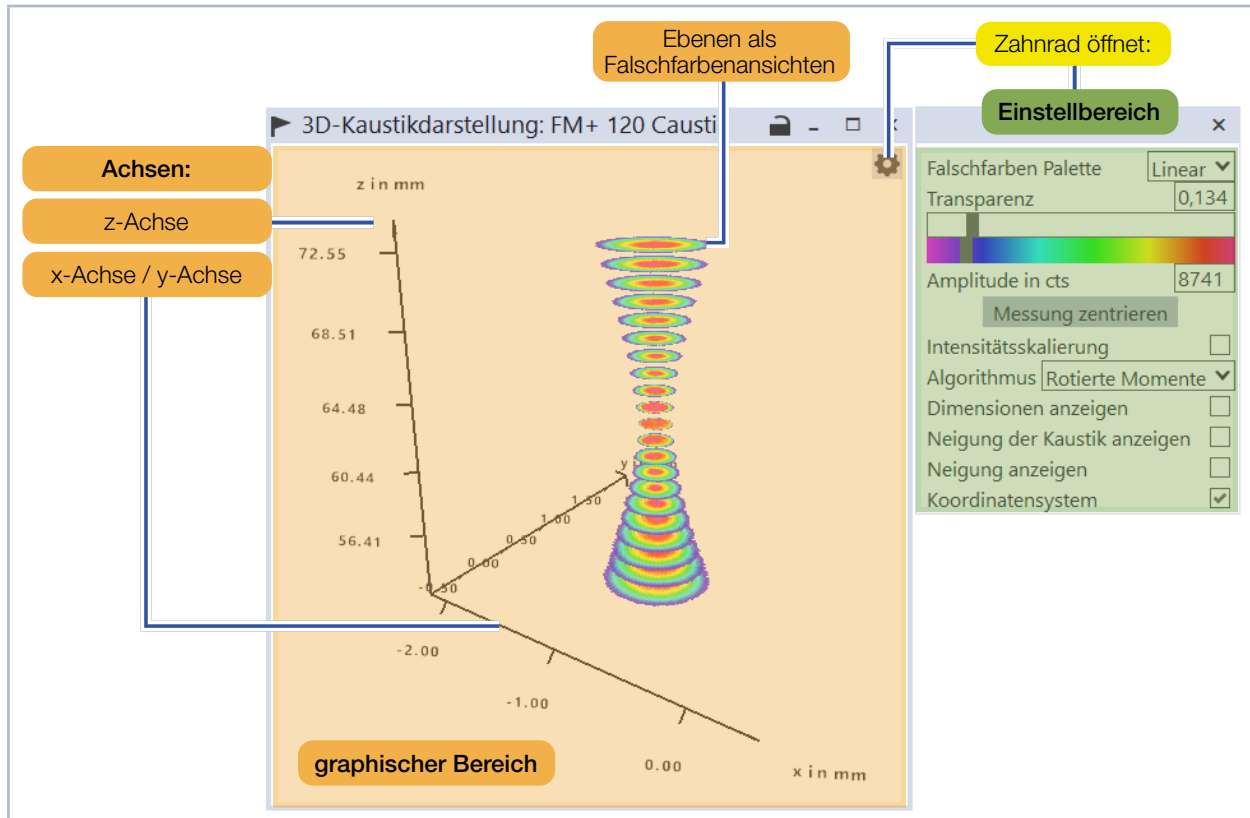 Ebenen als
Falschfarbenansichten
Zahnrad öffnet:
Einstellbereich
3D-Kaustikdarstellung: FM+ 120 Causti
Achsen:
z-Achse
x-Achse / y-Achse
z in mm
72.55
68.51
64.48
60.44
56.41
y
1.50
1.00
0.50
0.00
-0.50
-2.00
-1.00
0.00
x in mm
graphischer Bereich
Falschfarben Palette Linear
Transparenz 0,134
Amplitude in cts 8741
Messung zentrieren
Intensitätsskalierung
Algorithmus Rotierte Momente
Dimensionen anzeigen
Neigung der Kaustik anzeigen
Neigung anzeigen
Koordinatensystem